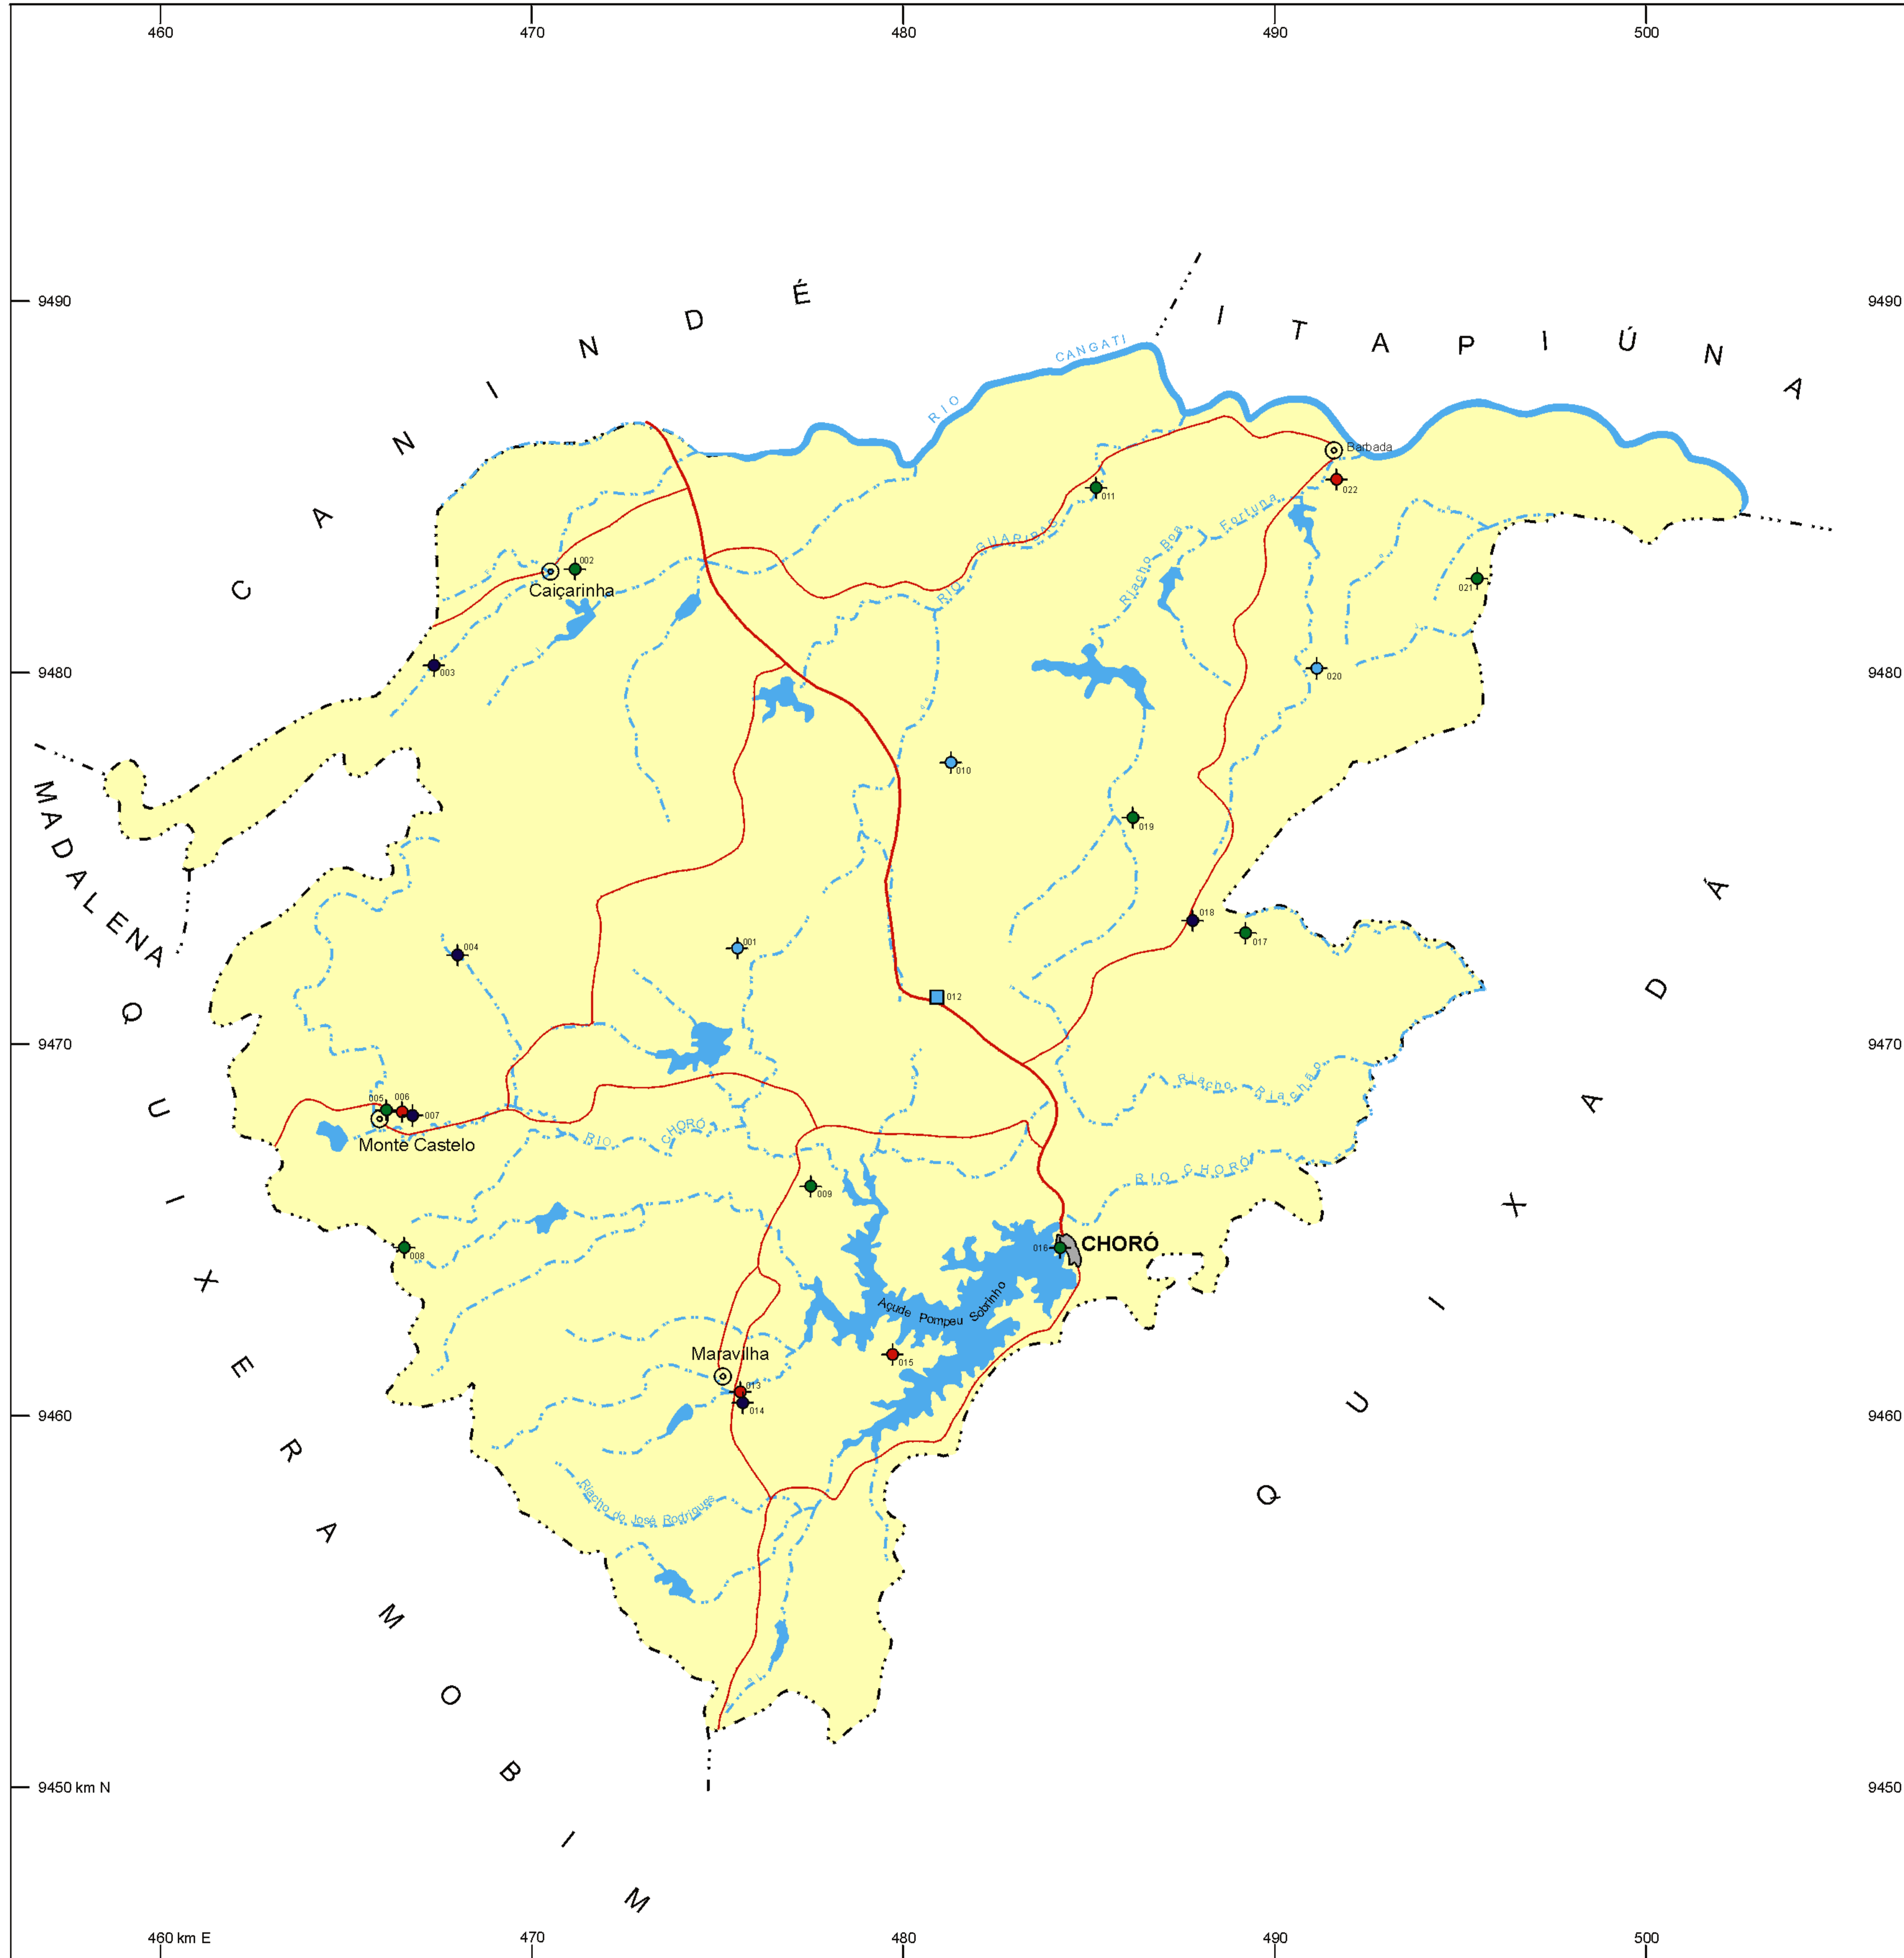 460 470 480 490 500
9490 9490
9480 9480
9470 9470
9460 9460
9450 km N 9450
460 km E 470 480 490 500
CANINDÉ
ITAPIÚNA
MADALENA
QUIXERAMOBIM
QUIXADÁ
RIO CANGATI
Barbada
022
011
RIO GUARIBAS
Riacho Boa Fortuna
002
Caiçarinha
021
003
020
010
019
018
017
004
001
012
005
006
007
Monte Castelo
RIO CHORÓ
Riacho Riachão
RIO CHORÓ
009
008
016
CHORÓ
Açude Pompeu Sobrinho
015
Maravilha
013
014
Riacho do José Rodrigues